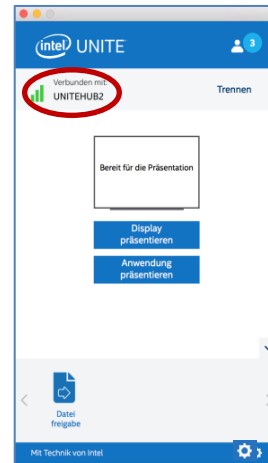 intel UNITE
3
Verbunden mit:
UNITEHUB2
Trennen
Bereit für die Präsentation
Display
präsentieren
Anwendung
präsentieren
Datei
freigabe
Mit Technik von Intel